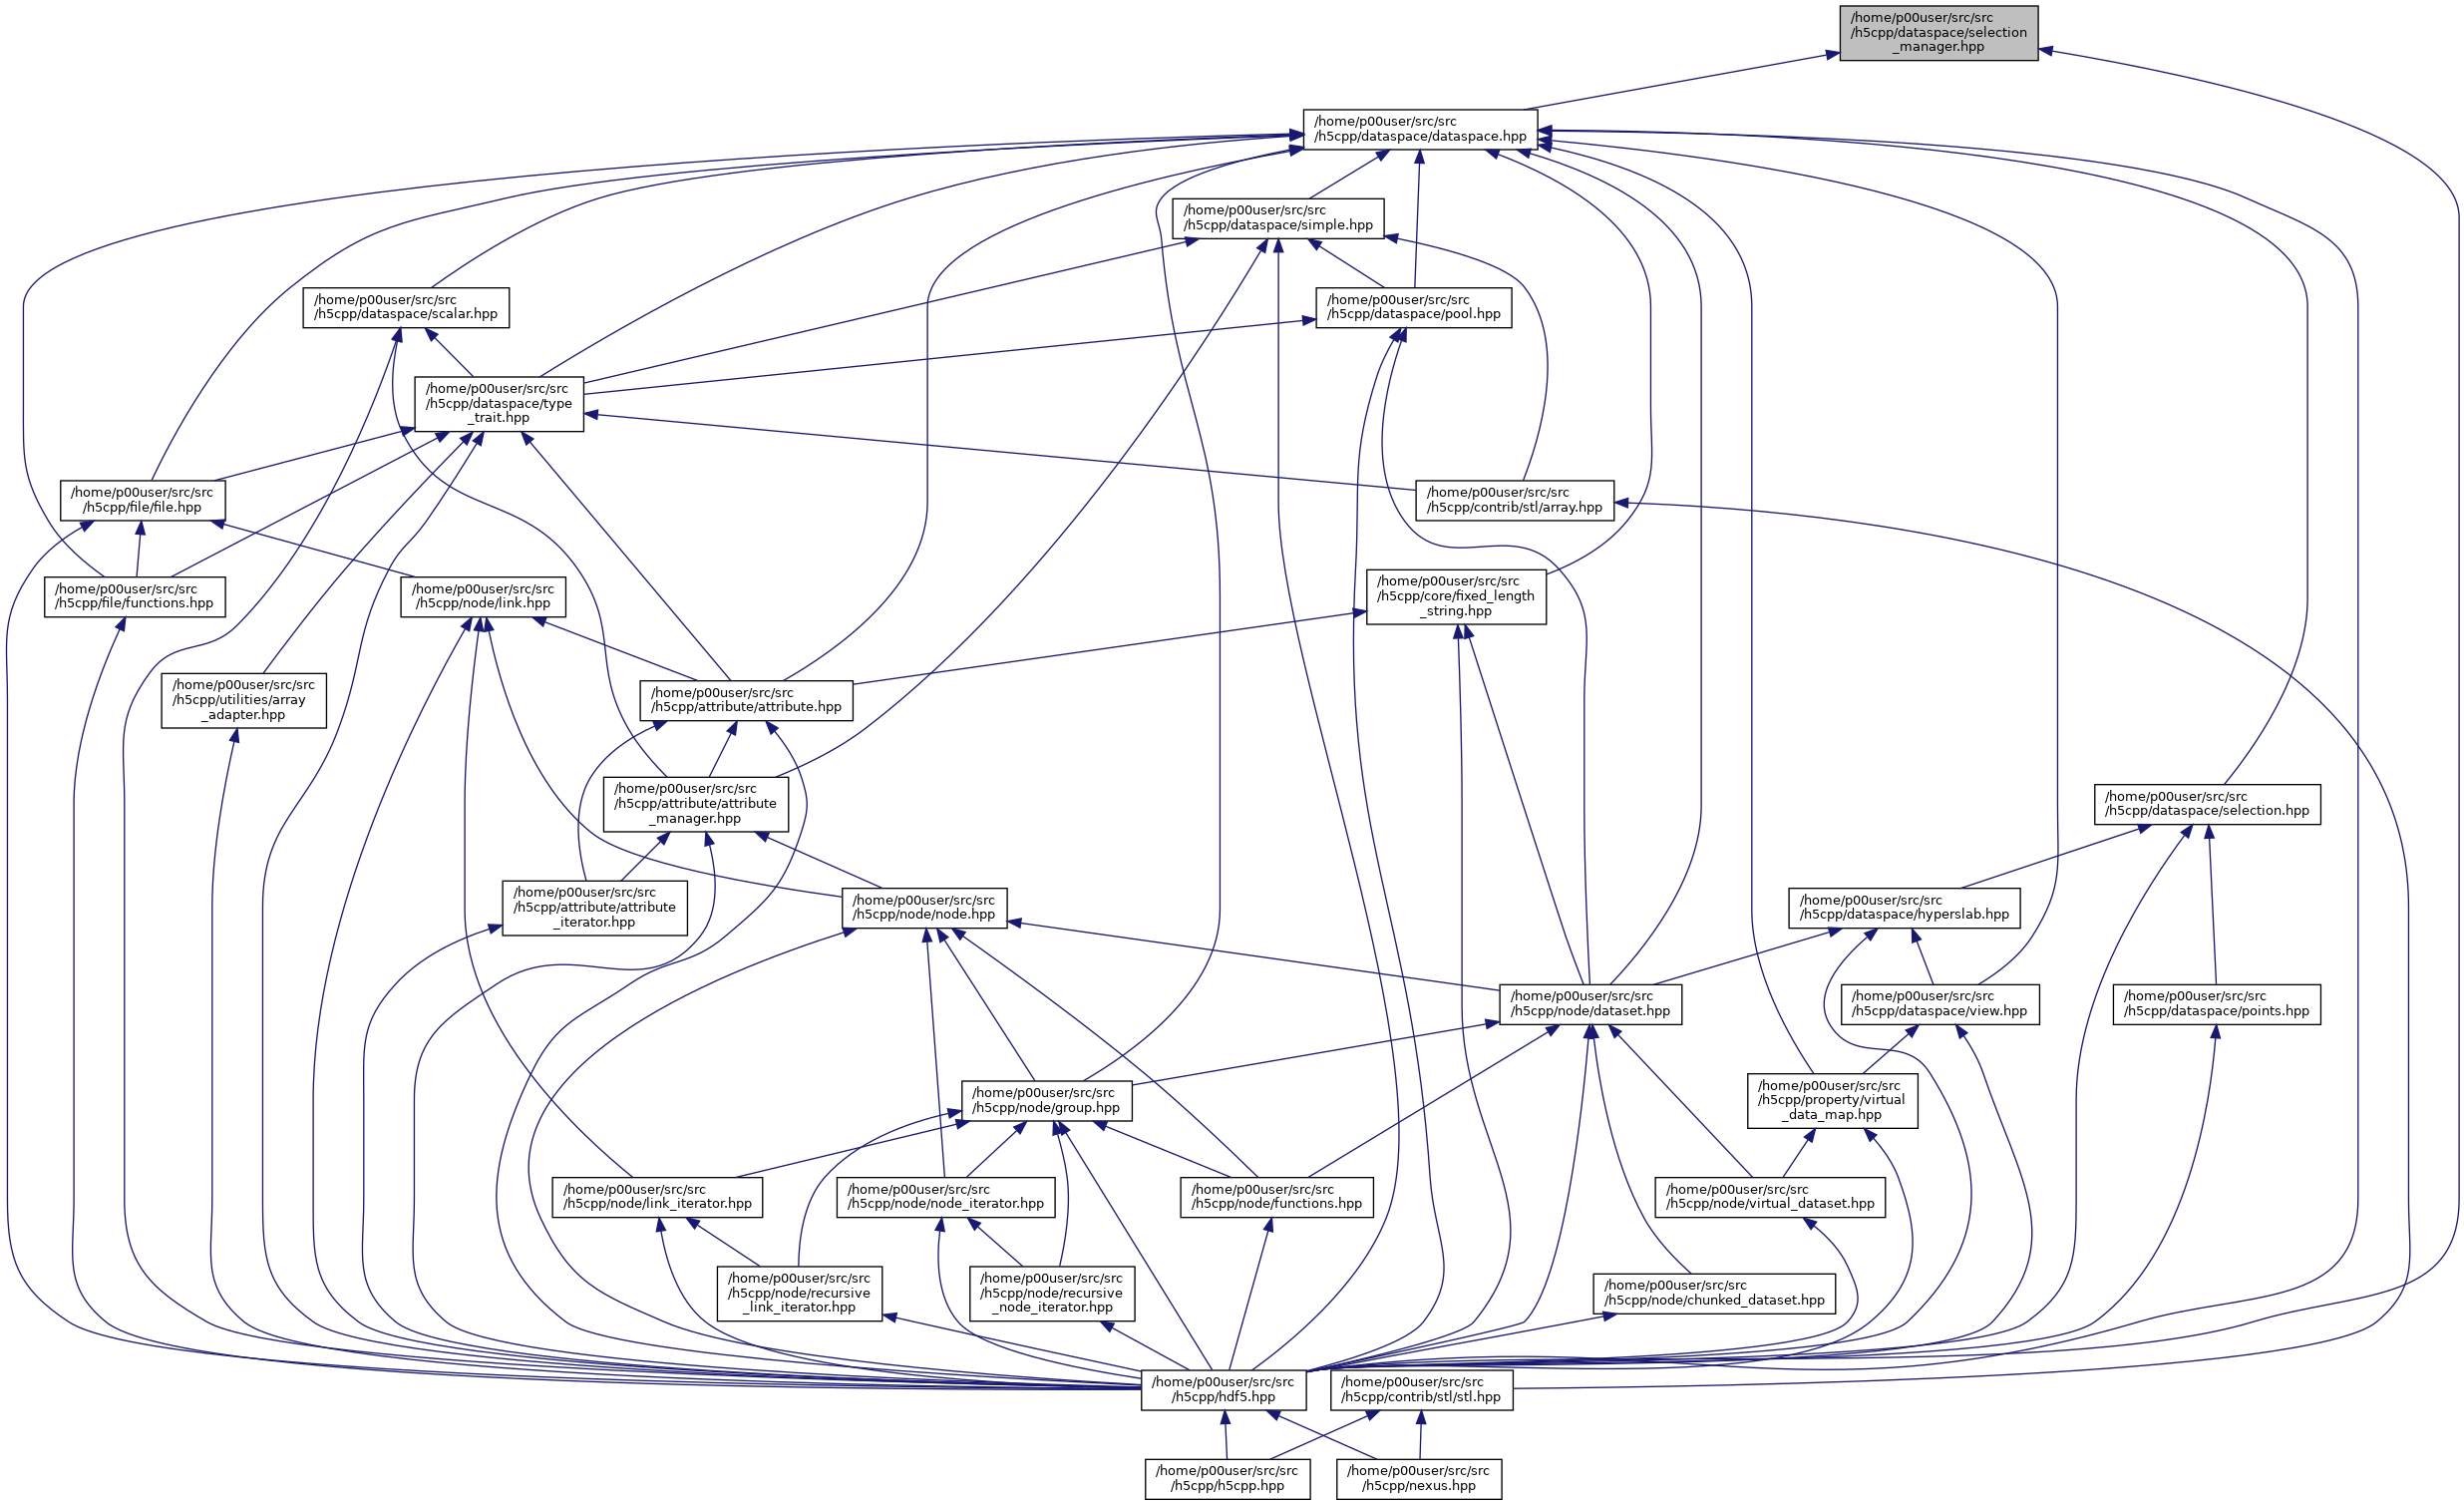 /home/p00user/src/src
/h5cpp/dataspace/selection
_manager.hpp
/home/p00user/src/src
/h5cpp/dataspace/dataspace.hpp
/home/p00user/src/src
/h5cpp/dataspace/simple.hpp
/home/p00user/src/src
/h5cpp/dataspace/scalar.hpp
/home/p00user/src/src
/h5cpp/dataspace/pool.hpp
/home/p00user/src/src
/h5cpp/dataspace/type
_trait.hpp
/home/p00user/src/src
/h5cpp/file/file.hpp
/home/p00user/src/src
/h5cpp/contrib/stl/array.hpp
/home/p00user/src/src
/h5cpp/file/functions.hpp
/home/p00user/src/src
/h5cpp/node/link.hpp
/home/p00user/src/src
/h5cpp/core/fixed_length
_string.hpp
/home/p00user/src/src
/h5cpp/utilities/array
_adapter.hpp
/home/p00user/src/src
/h5cpp/attribute/attribute.hpp
/home/p00user/src/src
/h5cpp/attribute/attribute
_manager.hpp
/home/p00user/src/src
/h5cpp/dataspace/selection.hpp
/home/p00user/src/src
/h5cpp/attribute/attribute
_iterator.hpp
/home/p00user/src/src
/h5cpp/node/node.hpp
/home/p00user/src/src
/h5cpp/dataspace/hyperslab.hpp
/home/p00user/src/src
/h5cpp/node/dataset.hpp
/home/p00user/src/src
/h5cpp/dataspace/view.hpp
/home/p00user/src/src
/h5cpp/dataspace/points.hpp
/home/p00user/src/src
/h5cpp/node/group.hpp
/home/p00user/src/src
/h5cpp/property/virtual
_data_map.hpp
/home/p00user/src/src
/h5cpp/node/link_iterator.hpp
/home/p00user/src/src
/h5cpp/node/node_iterator.hpp
/home/p00user/src/src
/h5cpp/node/functions.hpp
/home/p00user/src/src
/h5cpp/node/virtual_dataset.hpp
/home/p00user/src/src
/h5cpp/node/recursive
_link_iterator.hpp
/home/p00user/src/src
/h5cpp/node/recursive
_node_iterator.hpp
/home/p00user/src/src
/h5cpp/node/chunked_dataset.hpp
/home/p00user/src/src
/h5cpp/hdf5.hpp
/home/p00user/src/src
/h5cpp/contrib/stl/stl.hpp
/home/p00user/src/src
/h5cpp/h5cpp.hpp
/home/p00user/src/src
/h5cpp/nexus.hpp